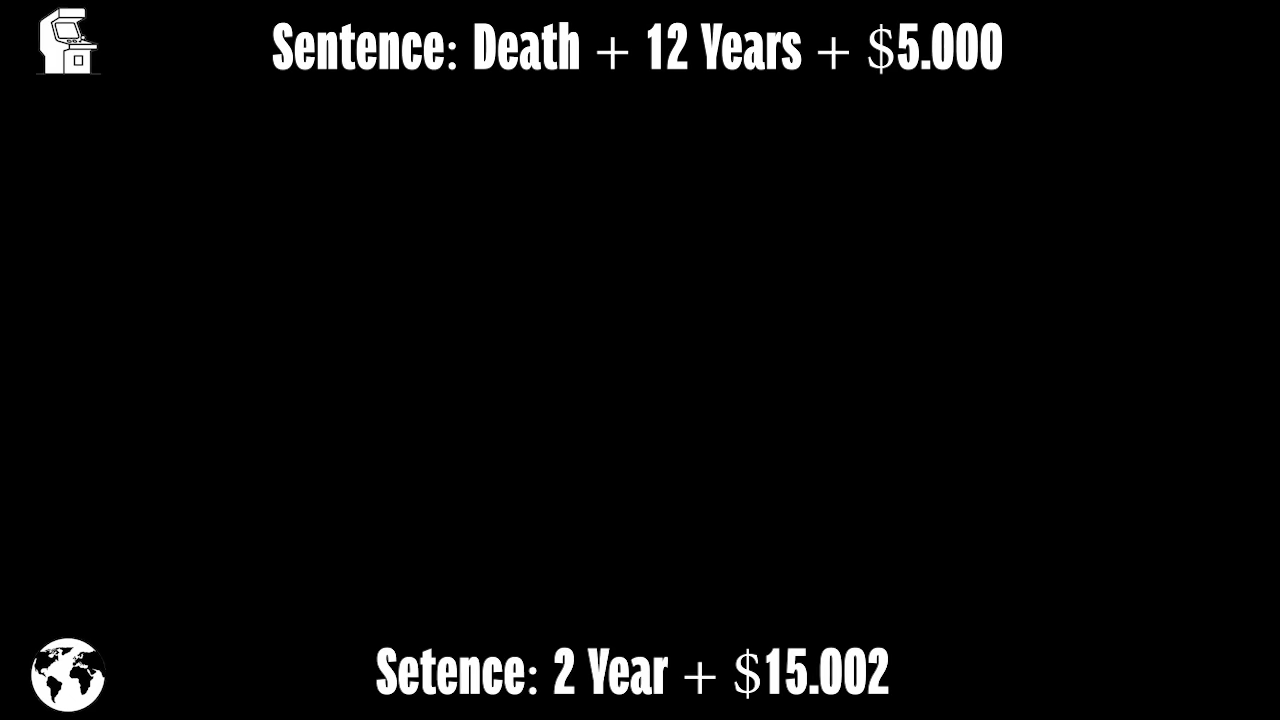 Sentence: Death + 12 Years + $5.000
Setence: 2 Year + $15.002